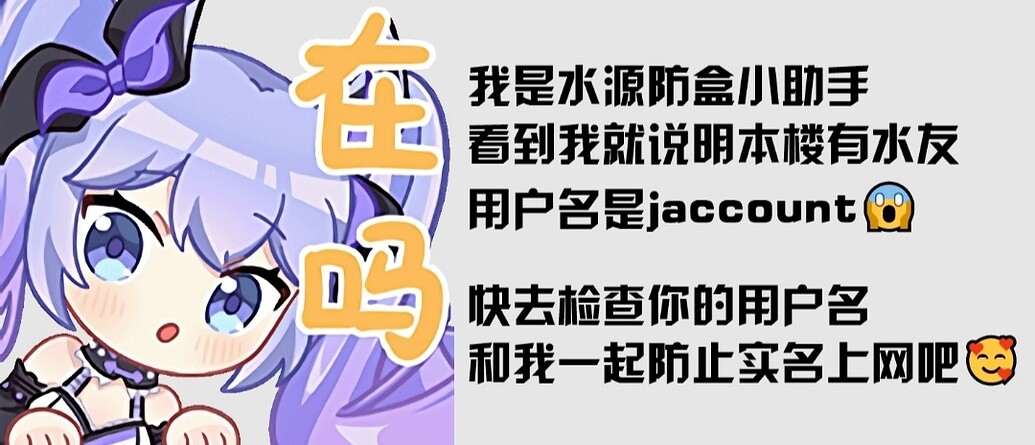 在吗
我是水源防盒小助手
看到我就说明本楼有水友
用户名是jaccount😱
快去检查你的用户名
和我一起防止实名上网吧🥰